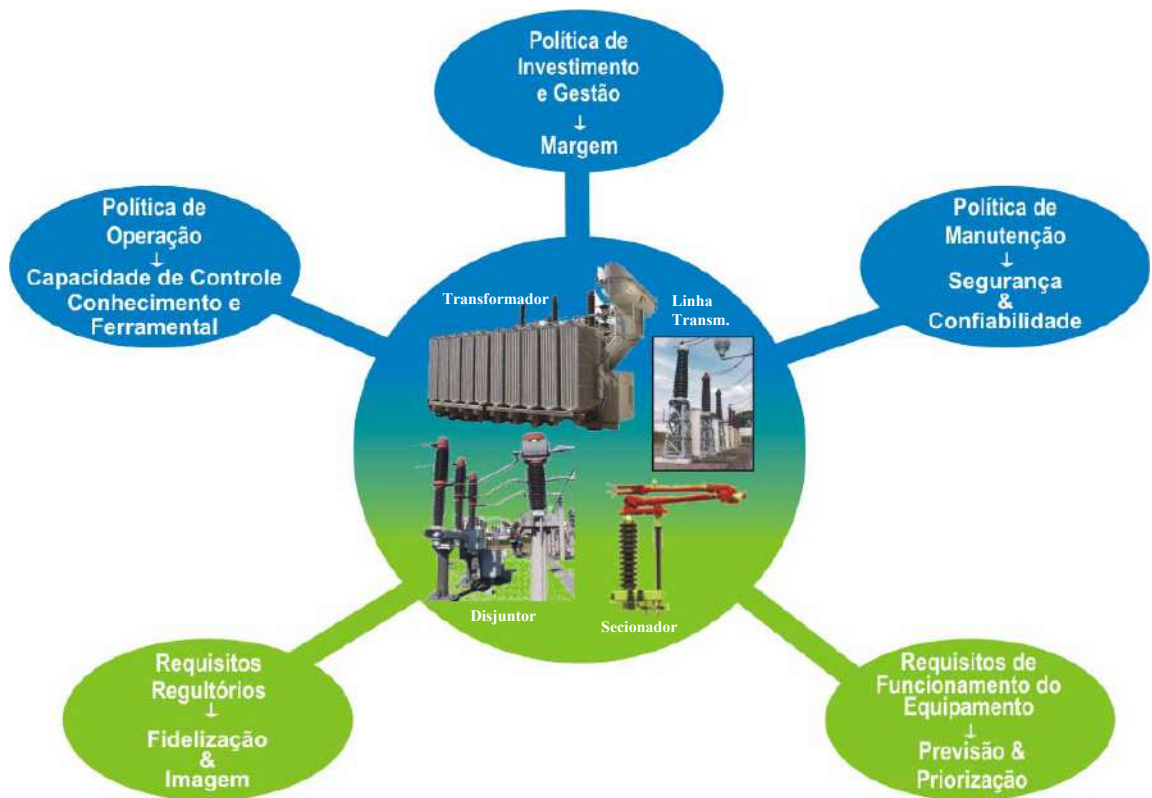 Política de
Investimento
e Gestão
↓
Margem
Política de
Operação
↓
Capacidade de Controle
Conhecimento e
Ferramental
Política de
Manutenção
↓
Segurança
&
Confiabilidade
Transformador
Linha
Transm.
Disjuntor
Secionador
Requisitos
Regultórios
↓
Fidelização
&
Imagem
Requisitos de
Funcionamento do
Equipamento
↓
Previsão &
Priorização